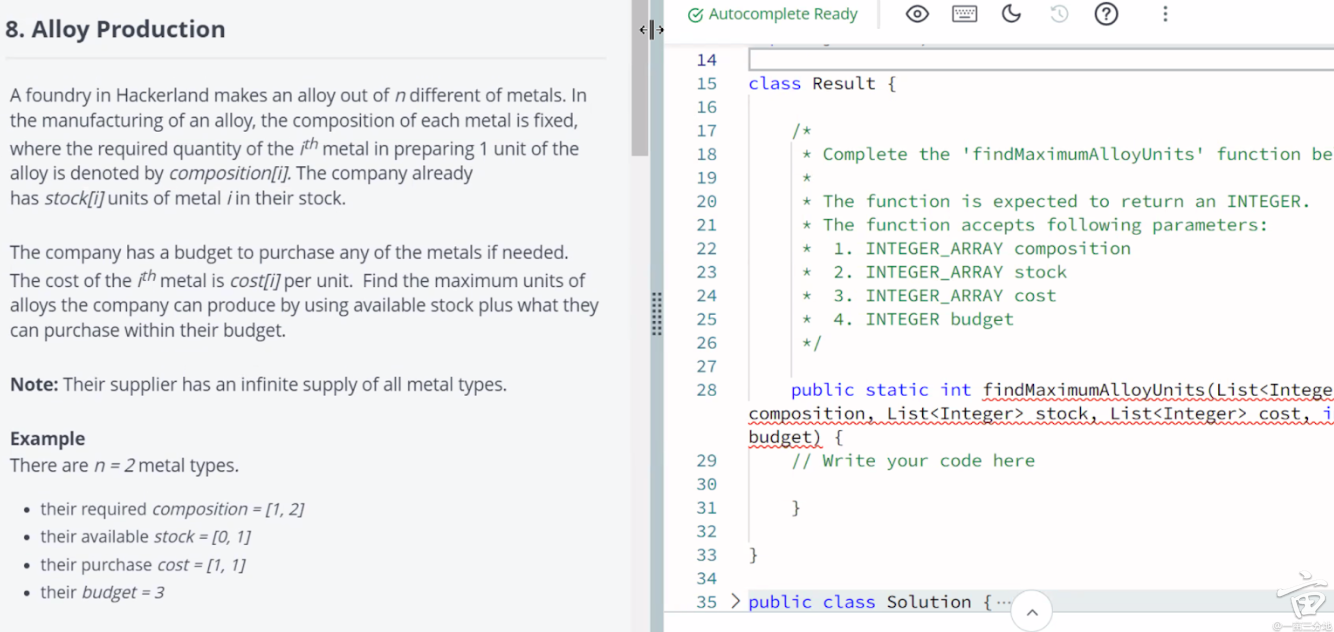 8. Alloy Production
A foundry in Hackerland makes an alloy out of n different of metals. In
the manufacturing of an alloy, the composition of each metal is fixed,
where the required quantity of the ith metal in preparing 1 unit of the
alloy is denoted by composition[i]. The company already
has stock[i] units of metal i in their stock.
The company has a budget to purchase any of the metals if needed.
The cost of the ith metal is cost[i] per unit.  Find the maximum units of
alloys the company can produce by using available stock plus what they
can purchase within their budget.
Note: Their supplier has an infinite supply of all metal types.
Example
There are n = 2 metal types.
• their required composition = [1, 2]
• their available stock = [0, 1]
• their purchase cost = [1, 1]
• their budget = 3
Autocomplete Ready
14
15 class Result {
16
17 /*
18 * Complete the 'findMaximumAlloyUnits' function be
19 *
20 * The function is expected to return an INTEGER.
21 * The function accepts following parameters:
22 *  1. INTEGER_ARRAY composition
23 *  2. INTEGER_ARRAY stock
24 *  3. INTEGER_ARRAY cost
25 *  4. INTEGER budget
26 */
27
28 public static int findMaximumAlloyUnits(List<Intege
composition, List<Integer> stock, List<Integer> cost, i
budget) {
29 // Write your code here
30
31 }
32
33 }
34
35 > public class Solution { ···